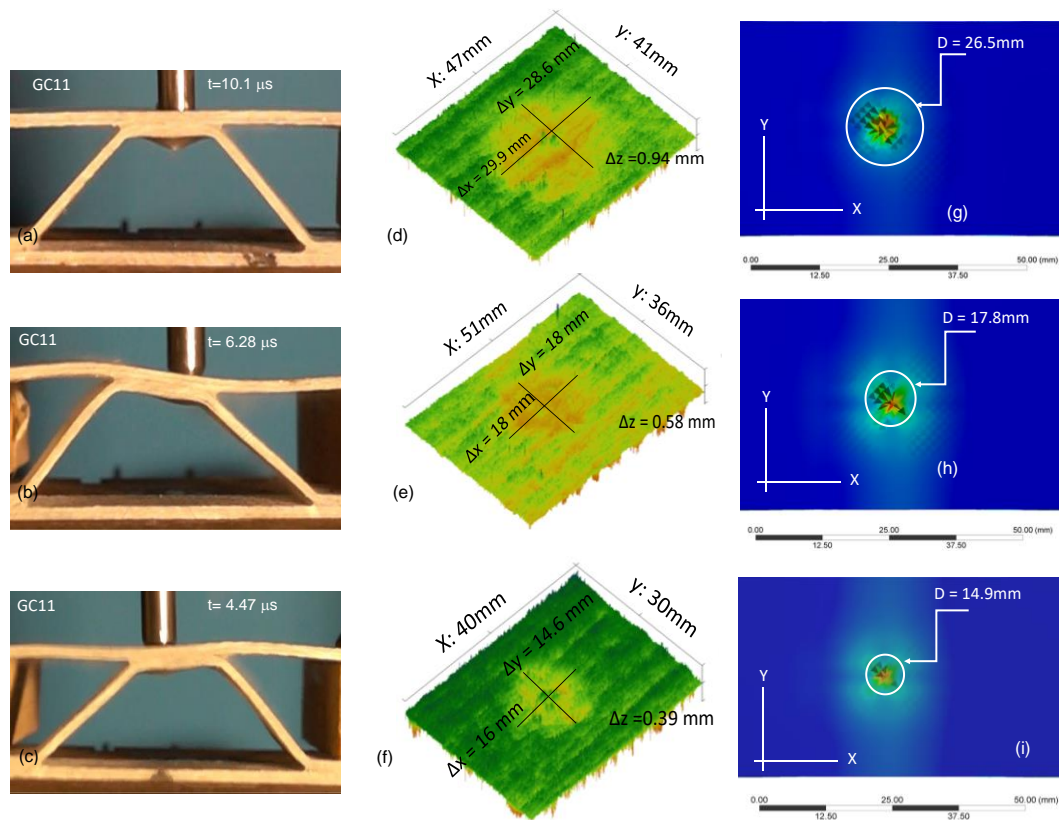 GC11
t=10.1 μs
(a)
X: 47mm
y: 41mm
Δy = 28.6 mm
Δx = 29.9 mm
Δz =0.94 mm
(d)
D = 26.5mm
Y
X
(g)
0.00 25.00 50.00 (mm)
12.50 37.50
GC11
t= 6.28 μs
(b)
X: 51mm
y: 36mm
Δy = 18 mm
Δx = 18 mm
Δz = 0.58 mm
(e)
D = 17.8mm
Y
X
(h)
0.00 25.00 50.00 (mm)
12.50 37.50
GC11
t= 4.47 μs
(c)
X: 40mm
y: 30mm
Δy = 14.6 mm
Δx = 16 mm
Δz =0.39 mm
(f)
D = 14.9mm
Y
X
(i)
0.00 25.00 50.00 (mm)
12.50 37.50